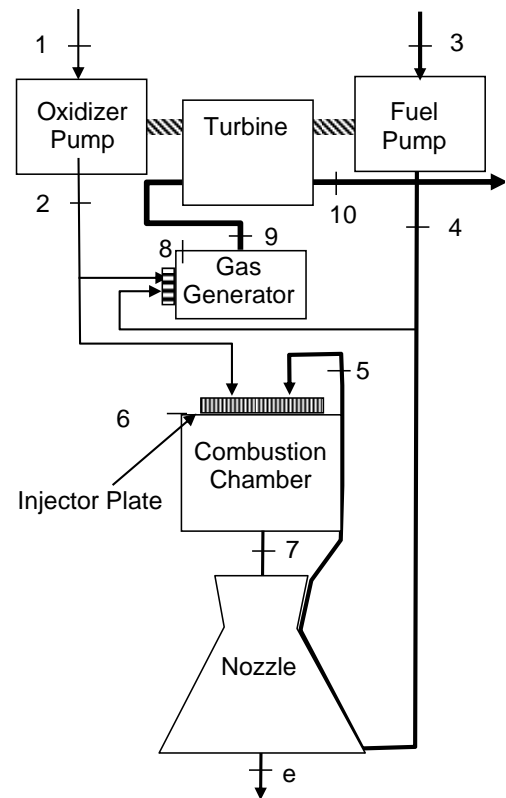 1
3
Oxidizer
Pump
Turbine
Fuel
Pump
2
10
4
8
9
Gas
Generator
5
6
Combustion
Chamber
Injector Plate
7
Nozzle
e